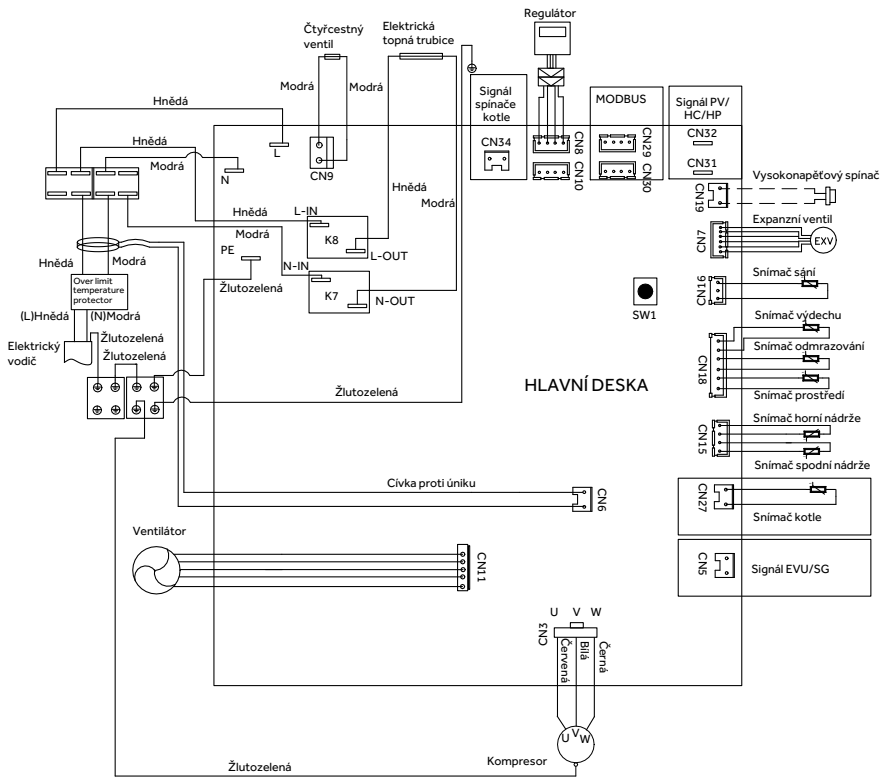 Regulátor
Čtyřcestný
ventil
Elektrická
topná trubice
Modrá
Modrá
Modrá
Hnědá
Signál
spínače
kotle
CN34
CN8
CN10
MODBUS
CN29
CN30
Signál PV/
HC/HP
CN32
CN31
Hnědá
L
Modrá
N
CN9
Hnědá
Modrá
Vysokonapěťový spínač
CN19
Expanzní ventil
CN7
EXV
Hnědá
L-IN
K8
L-OUT
Modrá
PE
N-IN
K7
N-OUT
Žlutozelená
Snímač sání
CN16
SW1
Hnědá
Modrá
Over limit
temperature
protector
(L)Hnědá
(N)Modrá
Elektrický
vodič
Žlutozelená
Žlutozelená
Snímač výdechu
Snímač odmrazování
CN18
Snímač prostředí
HLAVNÍ DESKA
Žlutozelená
Snímač horní nádrže
CN15
Snímač spodní nádrže
Cívka proti úniku
CN6
CN27
Snímač kotle
Ventilátor
CN11
CN5
Signál EVU/SG
U V W
CN3
Červená
Bílá
Černá
U V W
Kompresor
Žlutozelená